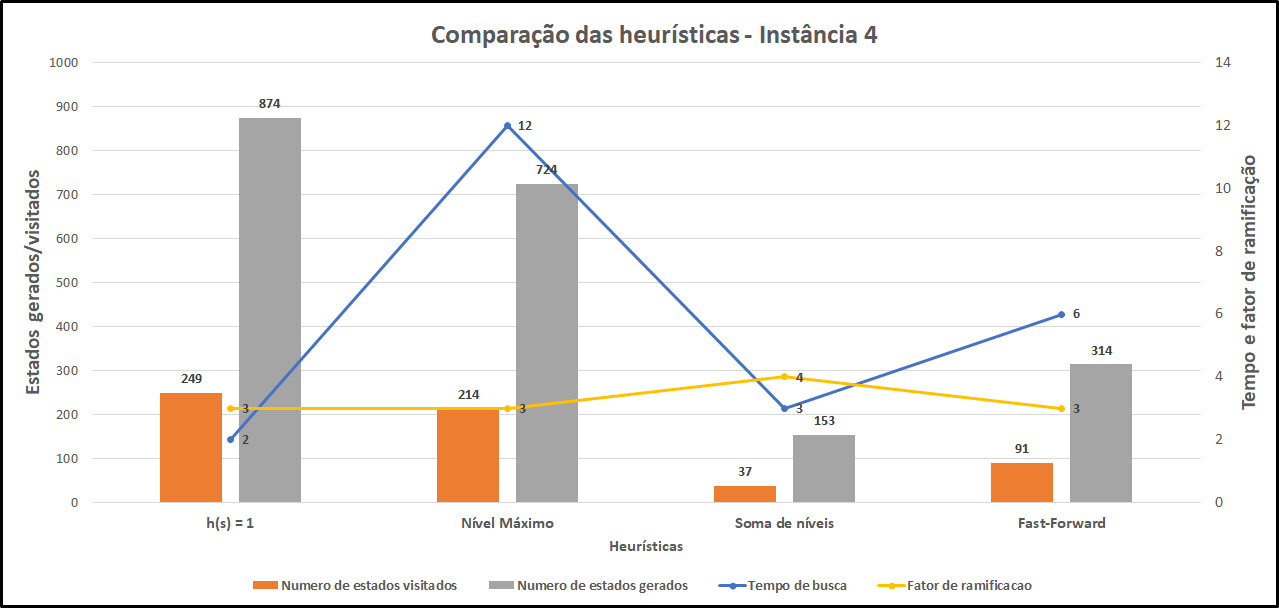 Comparação das heurísticas - Instância 4
Estados gerados/visitados
1000
900
800
700
600
500
400
300
200
100
0
874
724
249
214
37
153
91
314
12
2
3
6
3
3
4
3
14
12
10
8
6
4
2
0
Tempo e fator de ramificação
h(s) = 1
Nível Máximo
Soma de níveis
Fast-Forward
Heurísticas
Numero de estados visitados
Numero de estados gerados
Tempo de busca
Fator de ramificacao